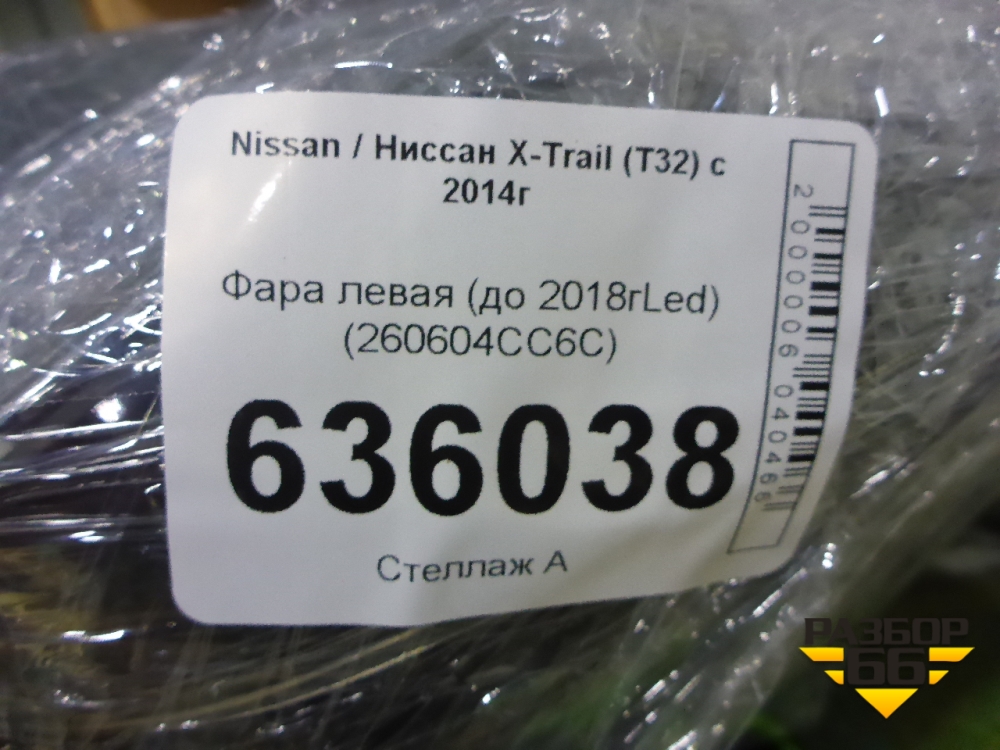 Nissan / Ниссан X-Trail (T32) с
2014г
Фара левая (до 2018гLed)
(260604CC6C)
636038
Стеллаж А
2000006040466
РАЗБОР
66